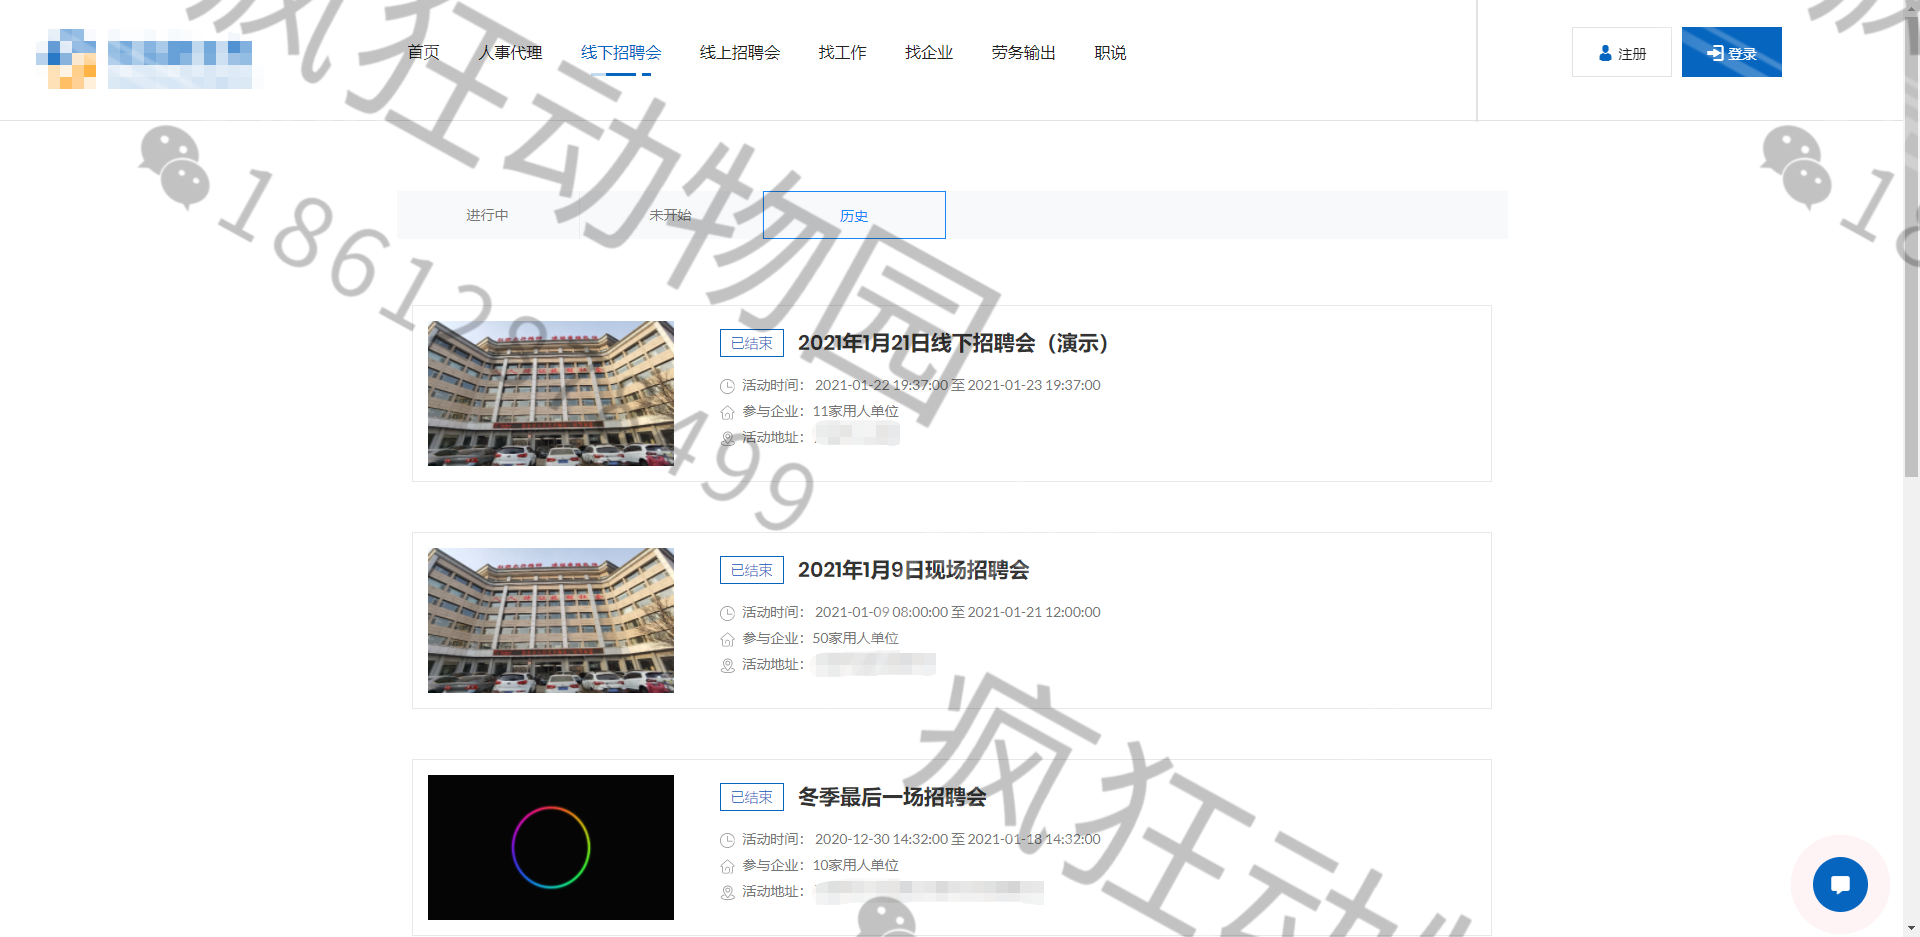 首页 人事代理 线下招聘会 线上招聘会 找工作 找企业 劳务输出 职说 注册 登录
进行中 未开始 历史
已结束 2021年1月21日线下招聘会（演示）
活动时间： 2021-01-22 19:37:00 至 2021-01-23 19:37:00
参与企业：11家用人单位
活动地址：
已结束 2021年1月9日现场招聘会
活动时间： 2021-01-09 08:00:00 至 2021-01-21 12:00:00
参与企业：50家用人单位
活动地址：
已结束 冬季最后一场招聘会
活动时间： 2020-12-30 14:32:00 至 2021-01-18 14:32:00
参与企业：10家用人单位
活动地址：
疯狂动物园
疯狂动物